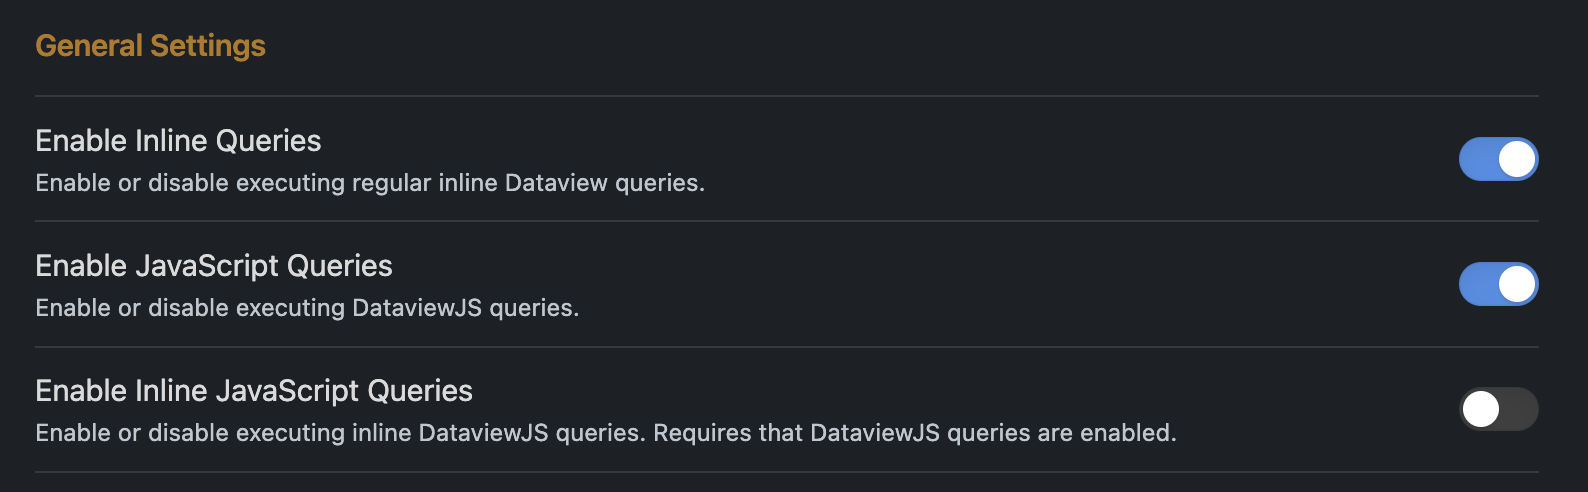 General Settings
Enable Inline Queries
Enable or disable executing regular inline Dataview queries.
Enable JavaScript Queries
Enable or disable executing DataviewJS queries.
Enable Inline JavaScript Queries
Enable or disable executing inline DataviewJS queries. Requires that DataviewJS queries are enabled.